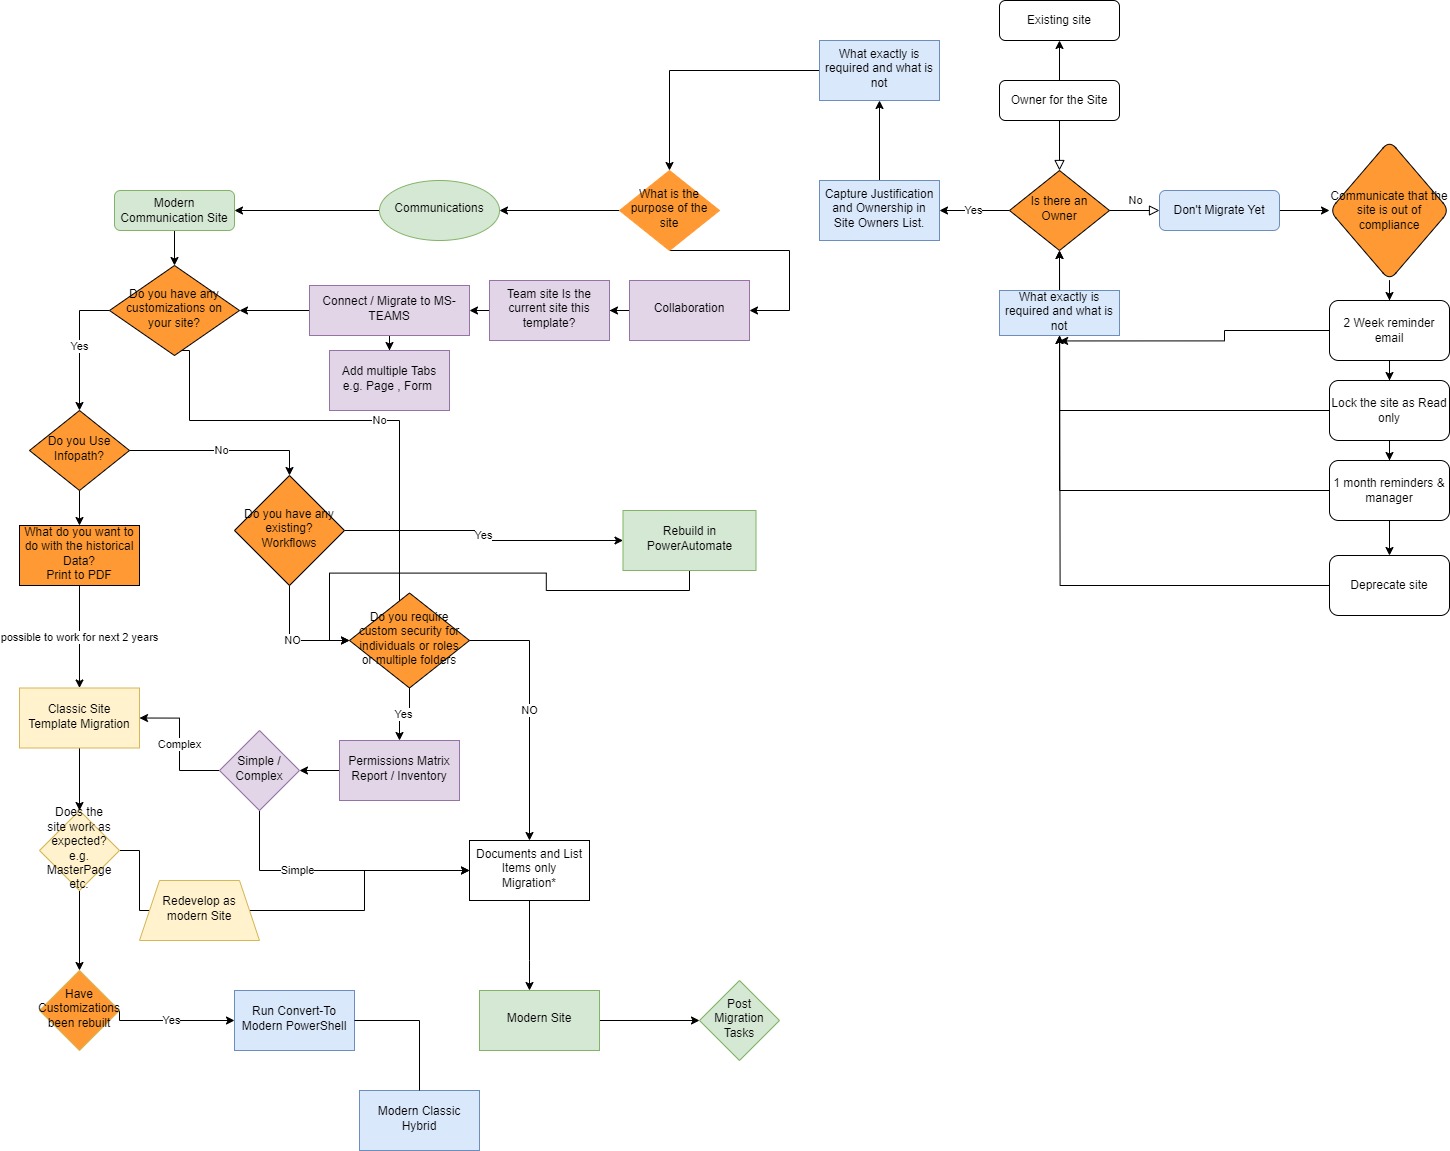 Existing site
Owner for the Site
Is there an
Owner
No
Don't Migrate Yet
Communicate that the
site is out of
compliance
2 Week reminder
email
Lock the site as Read
only
1 month reminders &
manager
Deprecate site
What exactly is
required and what is
not
Yes
Capture Justification
and Ownership in
Site Owners List.
What exactly is
required and what is
not
What is the
purpose of the
site
Communications
Modern
Communication Site
Collaboration
Team site Is the
current site this
template?
Connect / Migrate to MS-
TEAMS
Add multiple Tabs
e.g. Page , Form
Do you have any
customizations on
your site?
Yes
No
Do you Use
Infopath?
No
What do you want to
do with the historical
Data?
Print to PDF
possible to work for next 2 years
Do you have any
existing?
Workflows
Yes
Rebuild in
PowerAutomate
NO
Do you require
custom security for
individuals or roles
or multiple folders
Yes
NO
Permissions Matrix
Report / Inventory
Simple /
Complex
Complex
Simple
Classic Site
Template Migration
Does the
site work as
expected?
e.g.
MasterPage
etc.
Redevelop as
modern Site
Documents and List
Items only
Migration*
Have
Customizations
been rebuilt
Yes
Run Convert-To
Modern PowerShell
Modern Classic
Hybrid
Modern Site
Post
Migration
Tasks